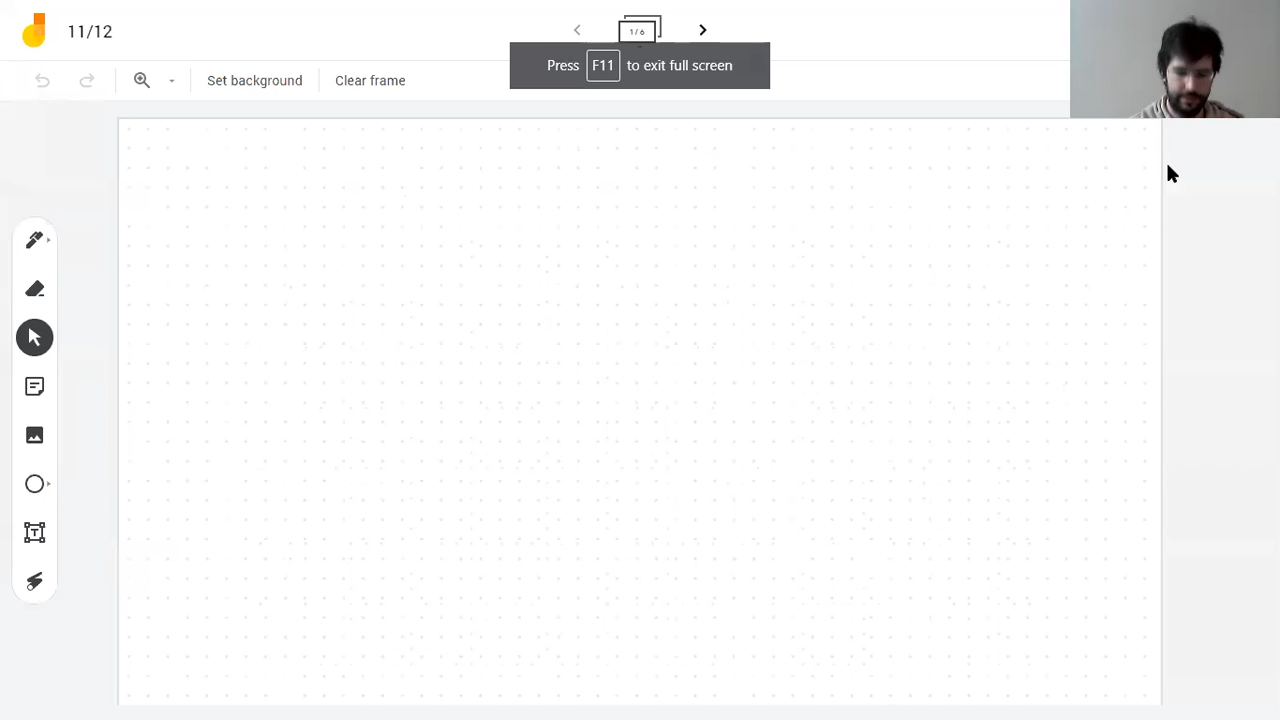 11/12
1 / 6
Press F11 to exit full screen
Set background
Clear frame
T